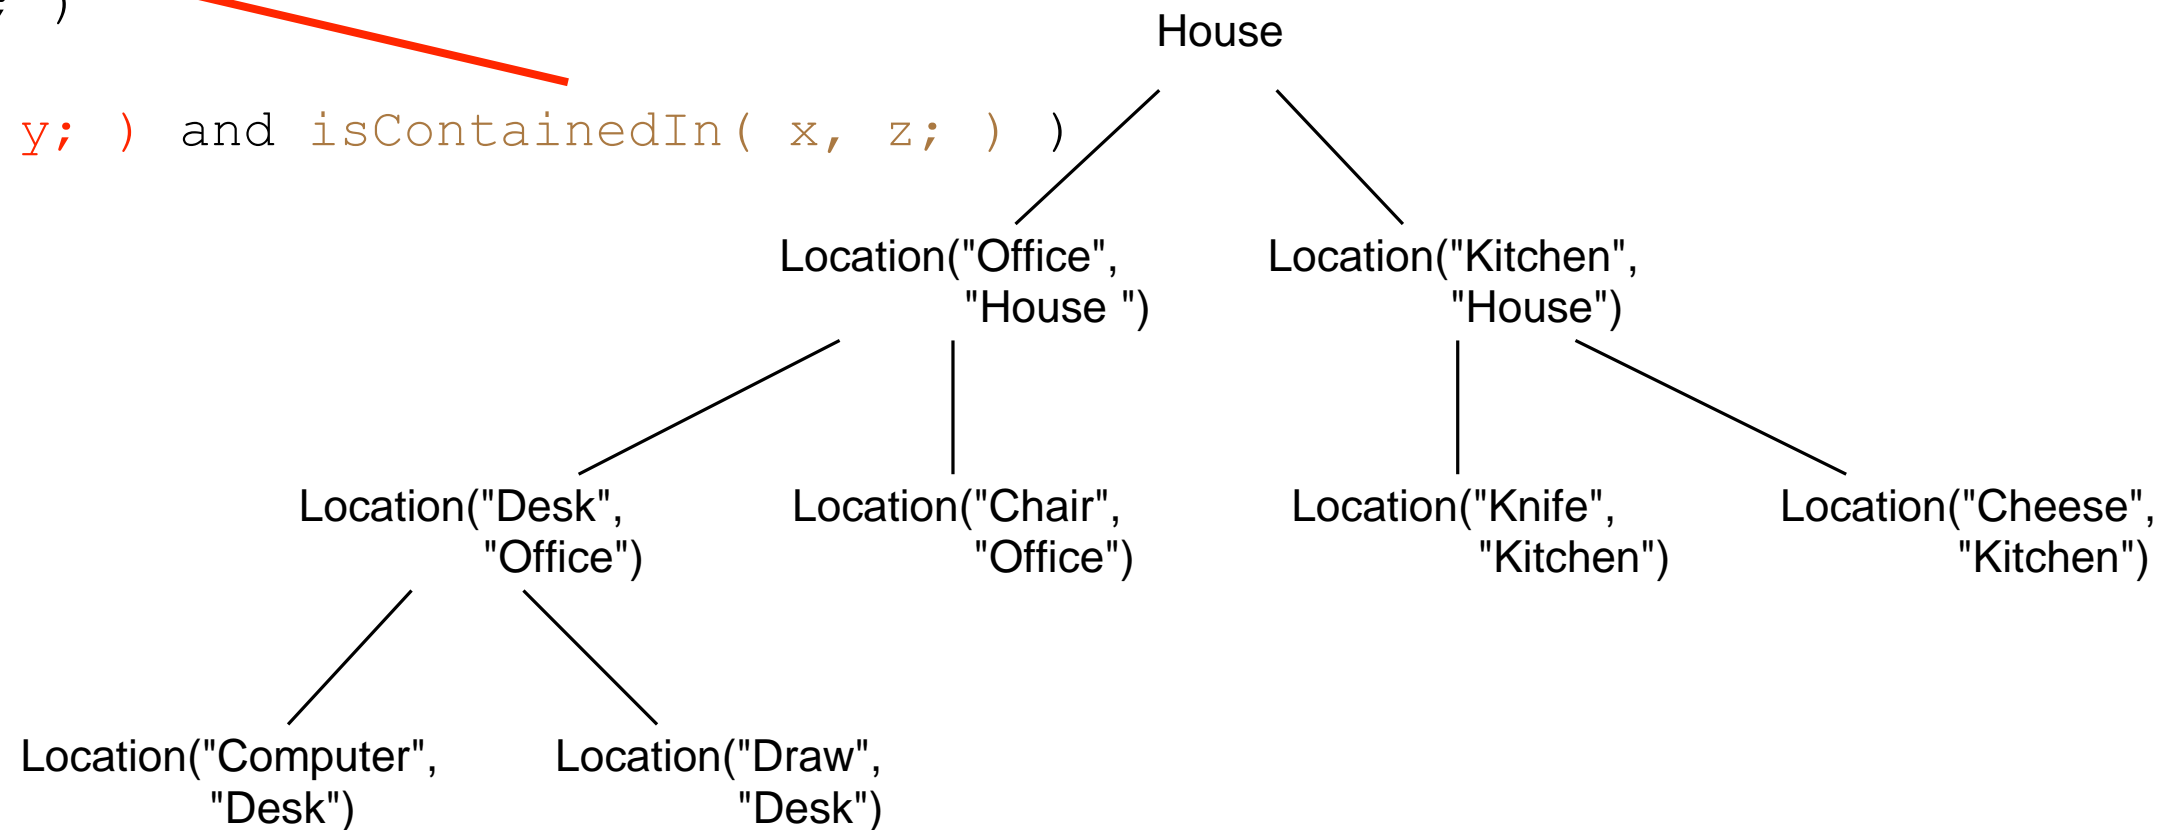 ; )
House
y; ) and isContainedIn( x, z; ) )
Location("Office",
"House ")
Location("Kitchen",
"House")
Location("Desk",
"Office")
Location("Chair",
"Office")
Location("Knife",
"Kitchen")
Location("Cheese",
"Kitchen")
Location("Computer",
"Desk")
Location("Draw",
"Desk")